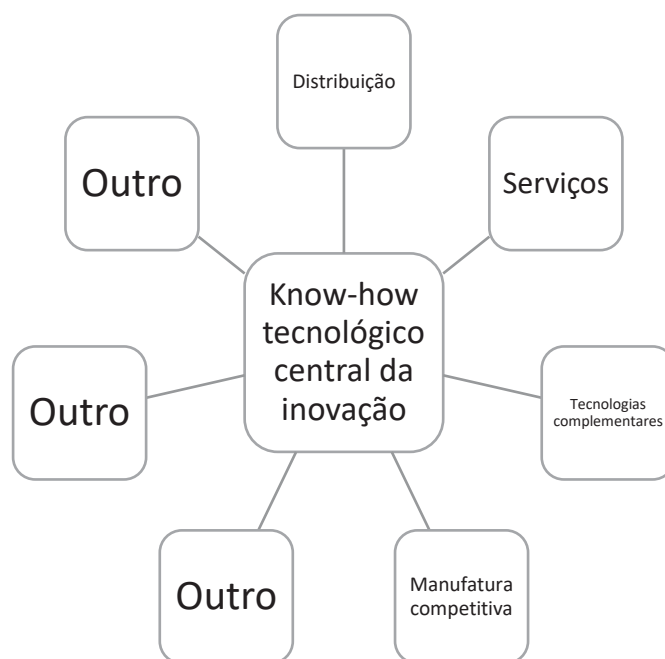 Distribuição
Serviços
Tecnologias
complementares
Manufatura
competitiva
Outro
Outro
Outro
Know-how
tecnológico
central da
inovação